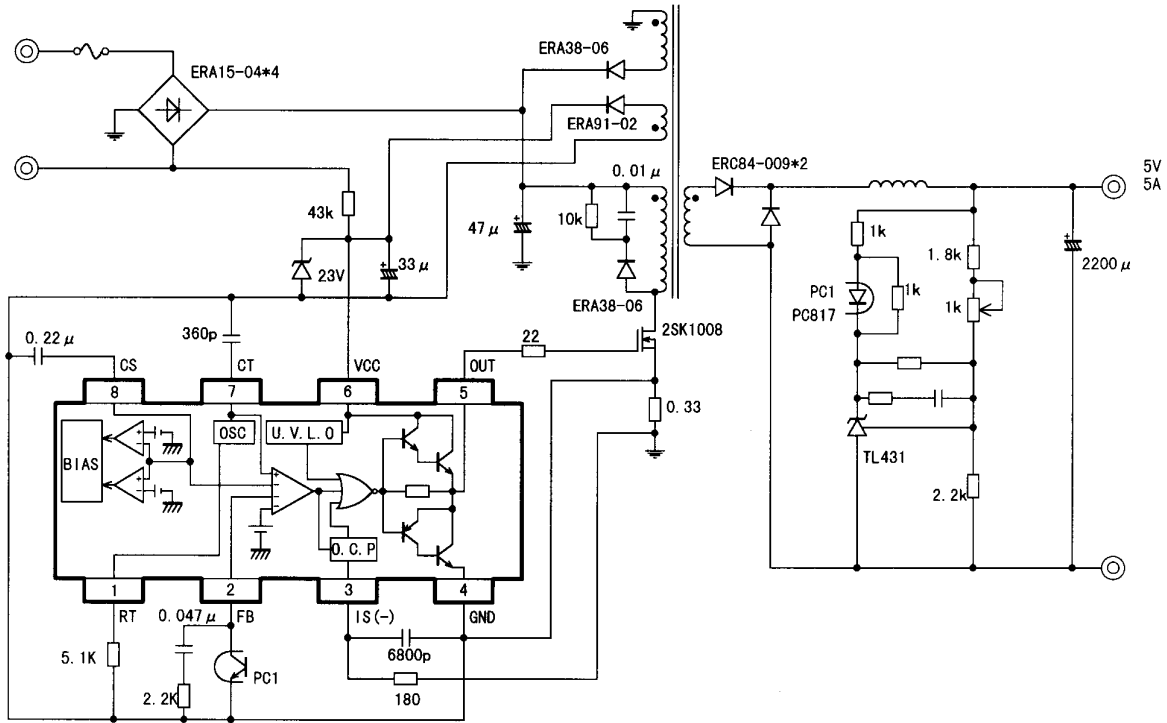 ERA38-06
ERA15-04*4
ERA91-02
ERC84-009*2
5V
5A
0.01μ
43k
10k
47μ
1k
1.8k
33μ
23V
2200μ
PC1
PC817
1k
1k
ERA38-06
2SK1008
360p
0.22μ
22
CS
CT
VCC
OUT
8
7
6
5
0.33
OSC
U.V.L.O
BIAS
TL431
2.2k
O.C.P
1
2
3
4
RT
0.047μ
FB
IS(-)
GND
6800p
5.1K
PC1
2.2K
180